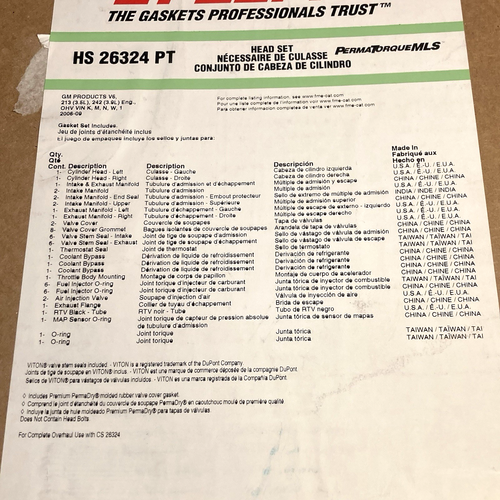 THE GASKETS PROFESSIONALS TRUST™
HS 26324 PT
HEAD SET
NÉCESSAIRE DE CULASSE
CONJUNTO DE CABEZA DE CILINDRO
PERMATORQUE MLS
GM PRODUCTS V6,
213 (3.5L), 242 (3.9L) Eng.,
OHV VIN K, M, N, W, 1
2006-09
For complete listing information, see www.fme-cat.com
Pour une liste complète de l'information voir www.fme-cat.com
Para obtener información completa de venta ver www.fme-cat.com
Gasket Set Includes.
Jeu de joints d'étanchéité inclus
El juego de empaques incluye los sellos y juntas para:
Qty.
Qté
Cont. Description Description Descripción
Made In
Fabriqué aux
Hecho en
1- Cylinder Head - Left Culasse - Gauche Cabeza de cilindro izquierda U.S.A. / É.-U. / E.U.A.
1- Cylinder Head - Right Culasse - Droite Cabeza de cilindro derecho U.S.A. / É.-U. / E.U.A.
1- Intake & Exhaust Manifold Tubulure d'admission et d'échappement Múltiple de admisión y escape CHINA / CHINE / CHINA
2- Intake Manifold Tubulure d'admission Múltiple de admisión U.S.A. / É.-U. / E.U.A.
2- Intake Manifold - End Seal Tubulure d'admission - Embout protecteur Sello de extremo de múltiple de admisión INDIA / INDE / INDIA
1- Intake Manifold - Upper Tubulure d'admission - Supérieure Múltiple de admisión superior CHINA / CHINE / CHINA
1- Exhaust Manifold - Left Tubulure d'échappement - Gauche Múltiple de escape de extremo - izquierdo U.S.A. / É.-U. / E.U.A.
1- Exhaust Manifold - Right Tubulure d'échappement - Droite Múltiple de escape derecho U.S.A. / É.-U. / E.U.A.
2- Valve Cover Couvercle de soupapes Tapa de válvulas U.S.A. / É.-U. / E.U.A.
8- Valve Cover Grommet Bagues isolantes de couvercle de soupapes Arandela de tapa de válvulas CHINA / CHINE / CHINA
6- Valve Stem Seal - Intake Joint de tige de soupape d'admission Sello de vástago de válvula de admisión TAIWAN / TAÏWAN / TAI
6- Valve Stem Seal - Exhaust Joint de tige de soupape d'échappement Sello de vástago de válvula de escape TAIWAN / TAÏWAN / TAI
1- Thermostat Seal Joint de thermostat Sello de termostato CHINA / CHINE / CHINA
1- Coolant Bypass Dérivation de liquide de refroidissement Derivación de refrigerante CHINA / CHINE / CHINA
1- Coolant Bypass Dérivation de liquide de refroidissement Derivación de refrigerante CHINA / CHINE / CHINA
1- Coolant Bypass Dérivation de liquide de refroidissement Derivación de refrigerante CHINA / CHINE / CHINA
1- Throttle Body Mounting Montage de corps de papillon Montaje de cuerpo de acelerador CHINA / CHINE / CHINA
6- Fuel Injector O-ring Joint torique d'injecteur de carburant Junta tórica de inyector de combustible TAIWAN / TAÏWAN / TAI
6- Fuel Injector O-ring Joint torique d'injecteur de carburant Junta tórica de inyector de combustible CHINA / CHINE / CHINA
2- Air Injection Valve Soupape d'injection d'air Válvula de inyección de aire U.S.A. / É.-U. / E.U.A.
1- Exhaust Flange Collier de tuyau d'échappement Brida de escape CHINA / CHINE / CHINA
1- RTV Black - Tube RTV noir - Tube Tubo de RTV negro U.S.A. / É.-U. / E.U.A.
1- MAP Sensor O-ring Joint torique de capteur de pression absolue Junta tórica de sensor de mapas CHINA / CHINE / CHINA
de tubulure d'admission
1- O-ring Joint torique Junta tórica TAIWAN / TAÏWAN / TAI
1- O-ring Joint torique Junta tórica TAIWAN / TAÏWAN / TAI
VITON® valve stem seals included. - VITON is a registered trademark of the DuPont Company.
Joints de tige de soupape en VITON® inclus. - VITON est une marque de commerce déposée de la compagnie DuPont.
Sellos de VITON® para vástagos de válvulas incluidos - VITON es una marca registrada de la Compañía DuPont
◊ Includes Premium PermaDry® molded rubber valve cover gasket.
◊ Comprend le joint d'étanchéité du couvercle de soupape PermaDry® en caoutchouc moulé de première qualité
◊ Incluye la junta de hule moldeado Premium PermaDry® para tapas de válvulas
Does Not Contain Head Bolts.
For Complete Overhaul Use with CS 26324